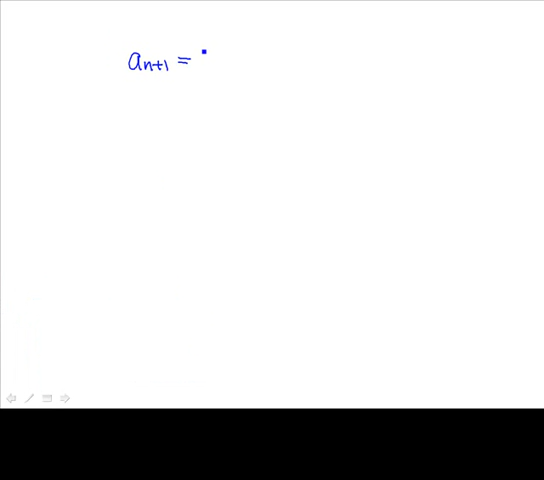 aₙ₊₁ =